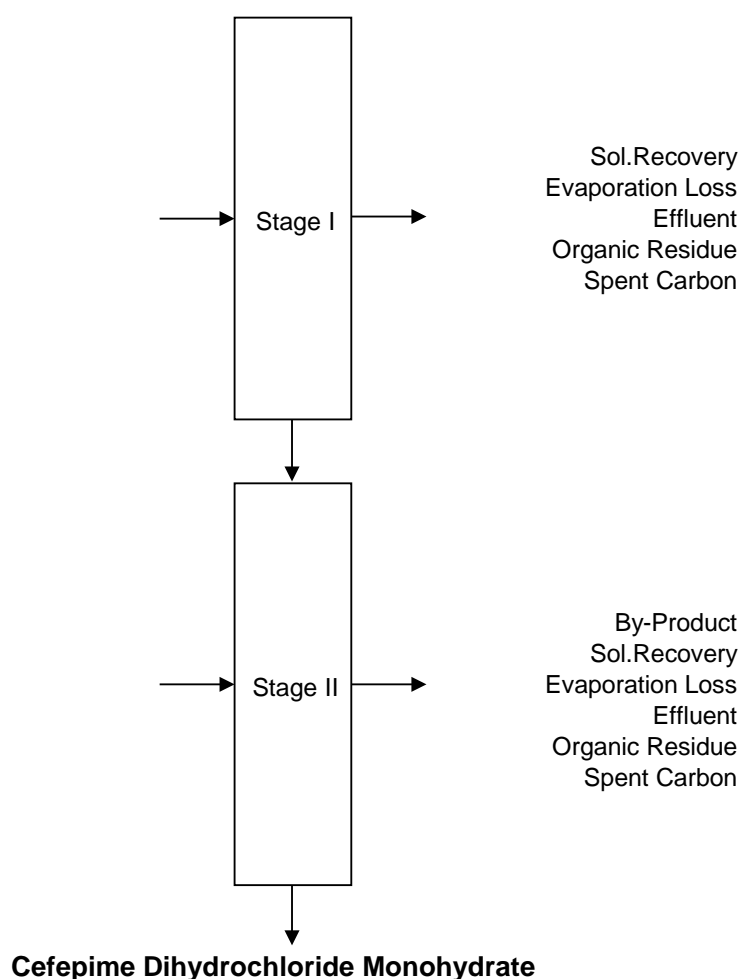 Sol.Recovery
Evaporation Loss
Stage I
Effluent
Organic Residue
Spent Carbon
By-Product
Sol.Recovery
Stage II
Evaporation Loss
Effluent
Organic Residue
Spent Carbon
Cefepime Dihydrochloride Monohydrate